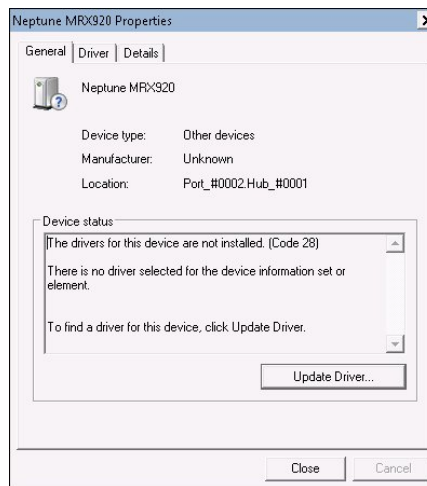 Neptune MRX920 Properties
General Driver Details
Neptune MRX920
Device type: Other devices
Manufacturer: Unknown
Location: Port_#0002.Hub_#0001
Device status
The drivers for this device are not installed. (Code 28)
There is no driver selected for the device information set or
element.
To find a driver for this device, click Update Driver.
Update Driver...
Close Cancel